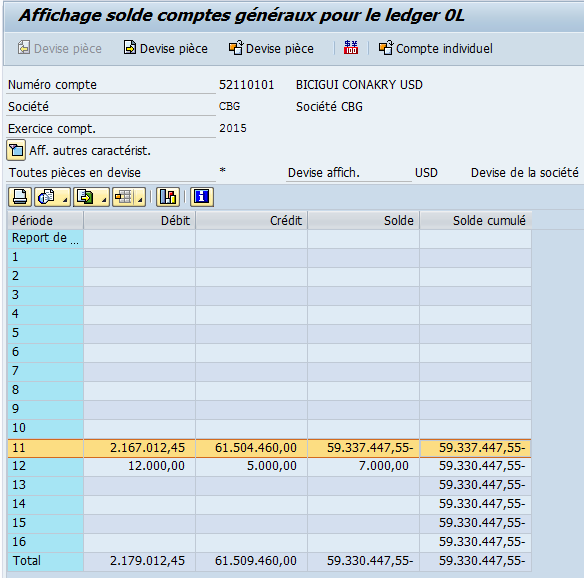 Affichage solde comptes généraux pour le ledger 0L
Devise pièce Devise pièce Devise pièce Compte individuel
Numéro compte 52110101 BICIGUI CONAKRY USD
Société CBG Société CBG
Exercice compt. 2015
Aff. autres caractérist.
Toutes pièces en devise * Devise affich. USD Devise de la société
Période Débit Crédit Solde Solde cumulé
Report de ...
1
2
3
4
5
6
7
8
9
10
11 2.167.012,45 61.504.460,00 59.337.447,55- 59.337.447,55-
12 12.000,00 5.000,00 7.000,00 59.330.447,55-
13 59.330.447,55-
14 59.330.447,55-
15 59.330.447,55-
16 59.330.447,55-
Total 2.179.012,45 61.509.460,00 59.330.447,55- 59.330.447,55-